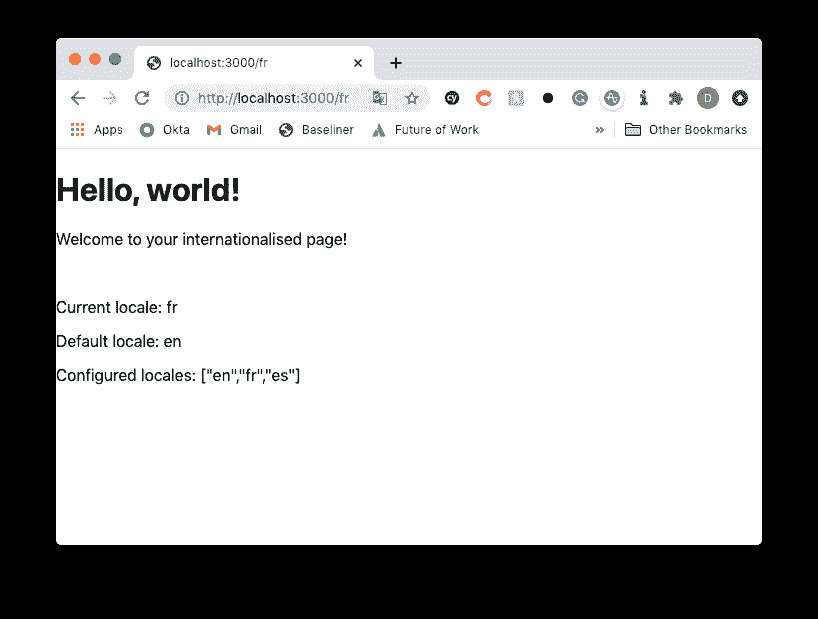 localhost:3000/fr
http://localhost:3000/fr
cy
D
Apps Okta Gmail Baseliner Future of Work » Other Bookmarks
Hello, world!
Welcome to your internationalised page!
Current locale: fr
Default locale: en
Configured locales: ["en","fr","es"]